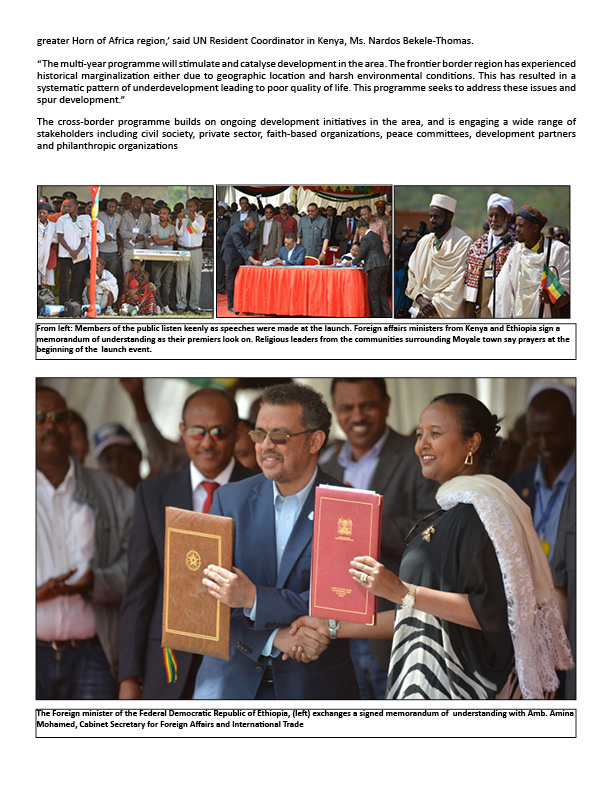 greater Horn of Africa region,' said UN Resident Coordinator in Kenya, Ms. Nardos Bekele-Thomas.
“The multi-year programme will stimulate and catalyse development in the area. The frontier border region has experienced
historical marginalization either due to geographic location and harsh environmental conditions. This has resulted in a
systematic pattern of underdevelopment leading to poor quality of life. This programme seeks to address these issues and
spur development.”
The cross-border programme builds on ongoing development initiatives in the area, and is engaging a wide range of
stakeholders including civil society, private sector, faith-based organizations, peace committees, development partners
and philanthropic organizations
From left: Members of the public listen keenly as speeches were made at the launch. Foreign affairs ministers from Kenya and Ethiopia sign a
memorandum of understanding as their premiers look on. Religious leaders from the communities surrounding Moyale town say prayers at the
beginning of the launch event.
The Foreign minister of the Federal Democratic Republic of Ethiopia, (left) exchanges a signed memorandum of understanding with Amb. Amina
Mohamed, Cabinet Secretary for Foreign Affairs and International Trade